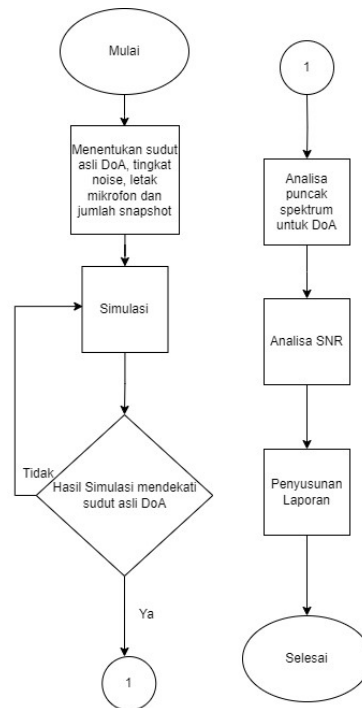 Mulai
Menentukan sudut
asli DoA, tingkat
noise, letak
mikrofon dan
jumlah snapshot
Simulasi
Tidak
Hasil Simulasi mendekati
sudut asli DoA
Ya
1
1
Analisa
puncak
spektrum
untuk DoA
Analisa SNR
Penyusunan
Laporan
Selesai